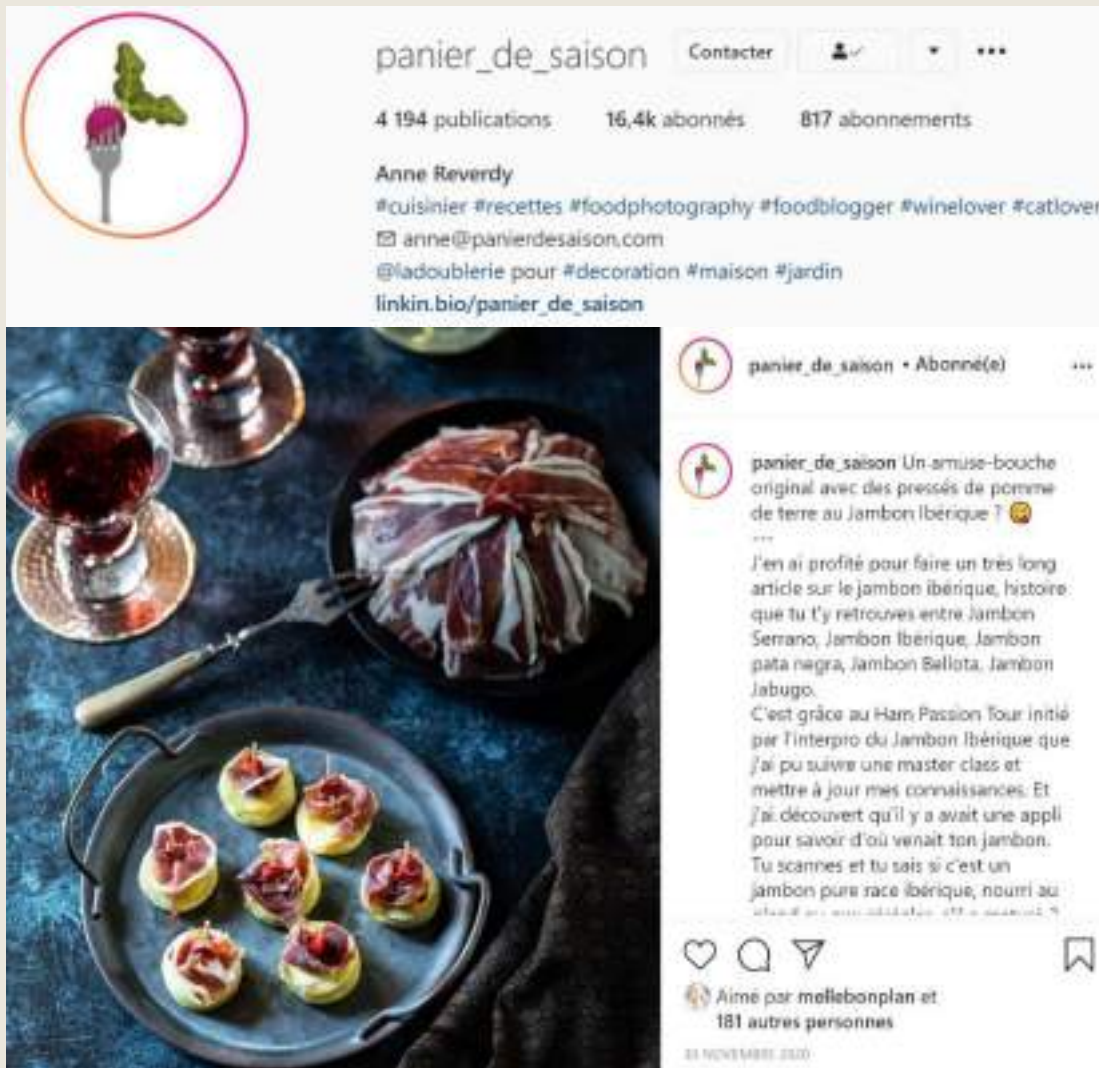 panier_de_saison Contacter
4 194 publications 16,4k abonnés 817 abonnements
Anne Reverdy
#cuisinier #recettes #foodphotography #foodblogger #winelover #catlover
anne@panierdesaison.com
@ladoublerie pour #decoration #maison #jardin
linkin.bio/panier_de_saison
panier_de_saison • Abonné(e)
panier_de_saison Un amuse-bouche
original avec des pressés de pomme
de terre au Jambon Ibérique ?
...
J'en ai profité pour faire un très long
article sur le jambon ibérique, histoire
que tu t'y retrouves entre Jambon
Serrano, Jambon Ibérique, Jambon
pata negra, Jambon Bellota, Jambon
Jabugo.
C'est grâce au Ham Passion Tour initié
par l'interpro du Jambon Ibérique que
j'ai pu suivre une master class et
mettre à jour mes connaissances. Et
j'ai découvert qu'il y a avait une appli
pour savoir d'où venait ton jambon.
Tu scannes et tu sais si c'est un
jambon pure race ibérique, nourri au
Aimé par mellebonplan et
181 autres personnes
NOVEMBRE 2020